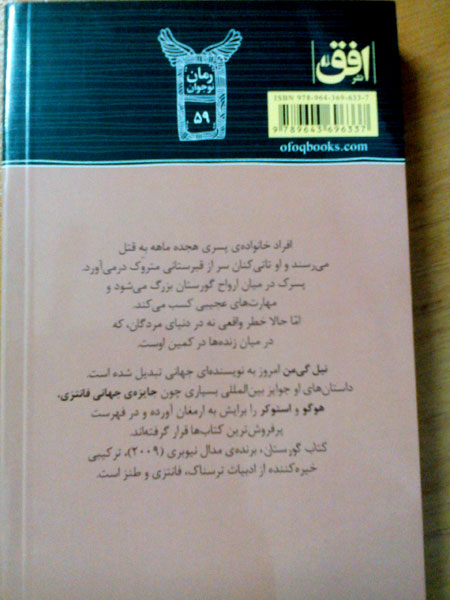 رمان
نوجوان
۵۹
نشر
افق
ISBN 978-964-369-633-7
9 789643 696337
ofoqbooks.com
افراد خانواده‌ی پسری هجده ماهه به قتل
می‌رسند و او تاتی‌کنان سر از قبرستانی متروک درمی‌آورد.
پسرک در میان ارواح گورستان بزرگ می‌شود و
مهارت‌های عجیبی کسب می‌کند.
امّا حالا خطر واقعی نه در دنیای مردگان، که
در میان زنده‌ها در کمین اوست.
نیل گی‌من امروز به نویسنده‌ای جهانی تبدیل شده است.
داستان‌های او جوایز بین‌المللی بسیاری چون جایزه‌ی جهانی فانتزی،
هوگو و استوکر را برایش به ارمغان آورده و در فهرست
پرفروش‌ترین کتاب‌ها قرار گرفته‌اند.
کتاب گورستان، برنده‌ی مدال نیوبری (۲۰۰۹)، ترکیبی
خیره‌کننده از ادبیات ترسناک، فانتزی و طنز است.